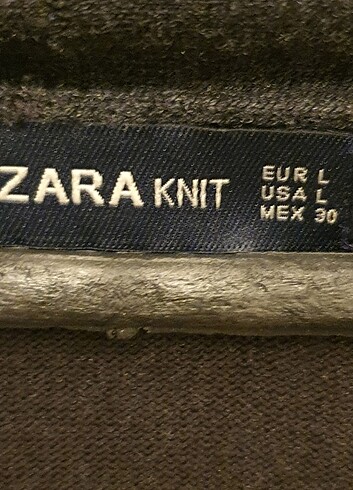 ZARA KNIT
EUR L
USA L
MEX 30